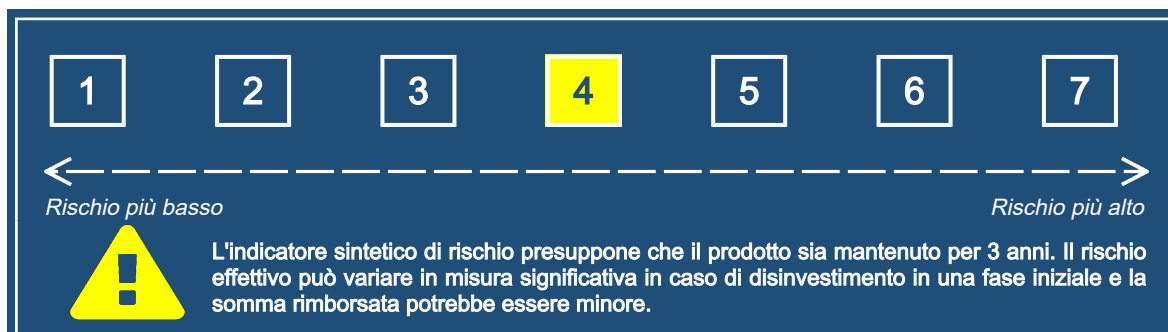 1 2 3 4 5 6 7
Rischio più basso Rischio più alto
L'indicatore sintetico di rischio presuppone che il prodotto sia mantenuto per 3 anni. Il rischio
effettivo può variare in misura significativa in caso di disinvestimento in una fase iniziale e la
somma rimborsata potrebbe essere minore.